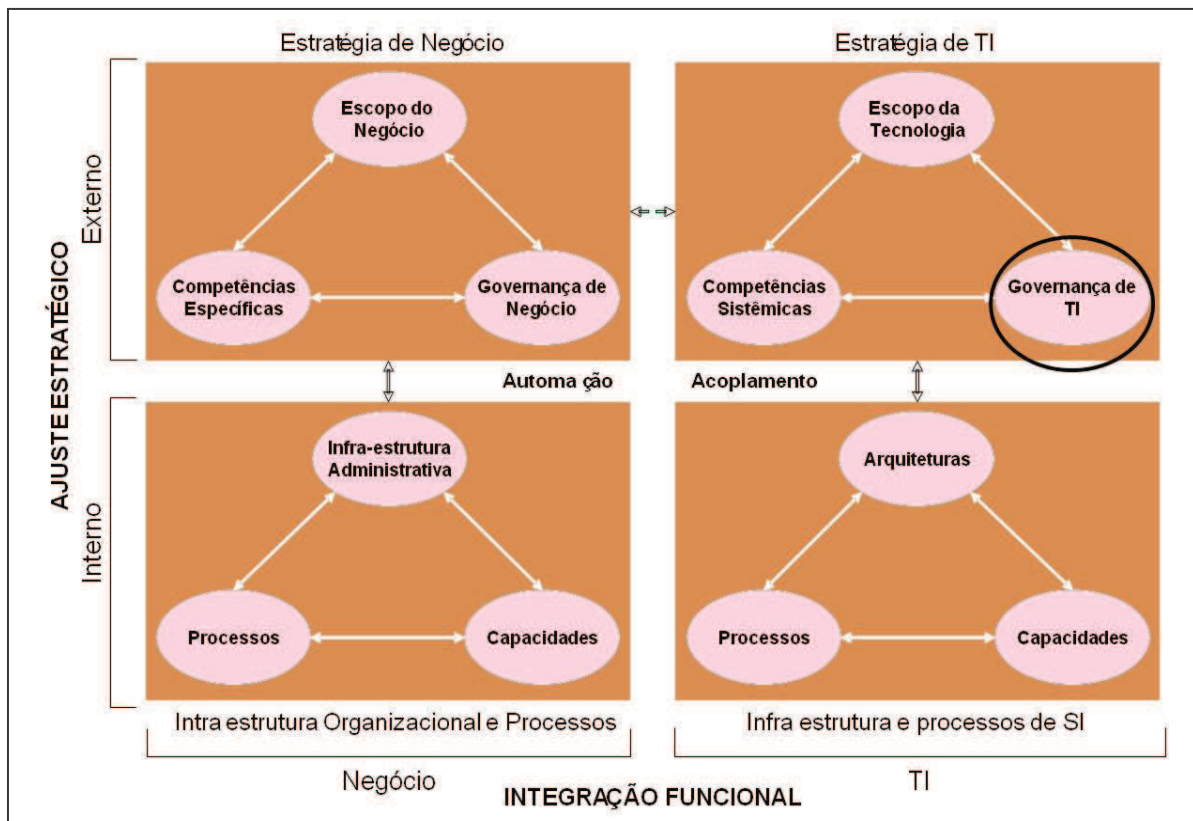 Estratégia de Negócio
Estratégia de TI
Escopo do
Negócio
Escopo da
Tecnologia
Externo
Competências
Específicas
Governança de
Negócio
Competências
Sistêmicas
Governança de
TI
AJUSTE ESTRATÉGICO
Automa ção
Acoplamento
Infra-estrutura
Administrativa
Arquiteturas
Interno
Processos
Capacidades
Processos
Capacidades
Intra estrutura Organizacional e Processos
Infra estrutura e processos de SI
Negócio
TI
INTEGRAÇÃO FUNCIONAL